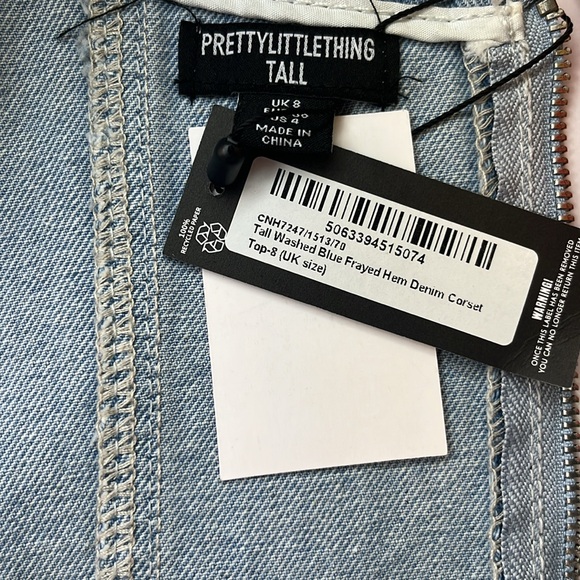 PRETTYLITTLETHING
TALL
UK 8
US 4
MADE IN
CHINA
100%
RECYCLED PAPER
5063394515074
CNH7247/1513/70
Tall Washed Blue Frayed Hem Denim Corset
Top-8 (UK size)
WARNING!
ONCE THIS LABEL HAS BEEN REMOVED
YOU CAN NO LONGER RETURN THIS ITEM